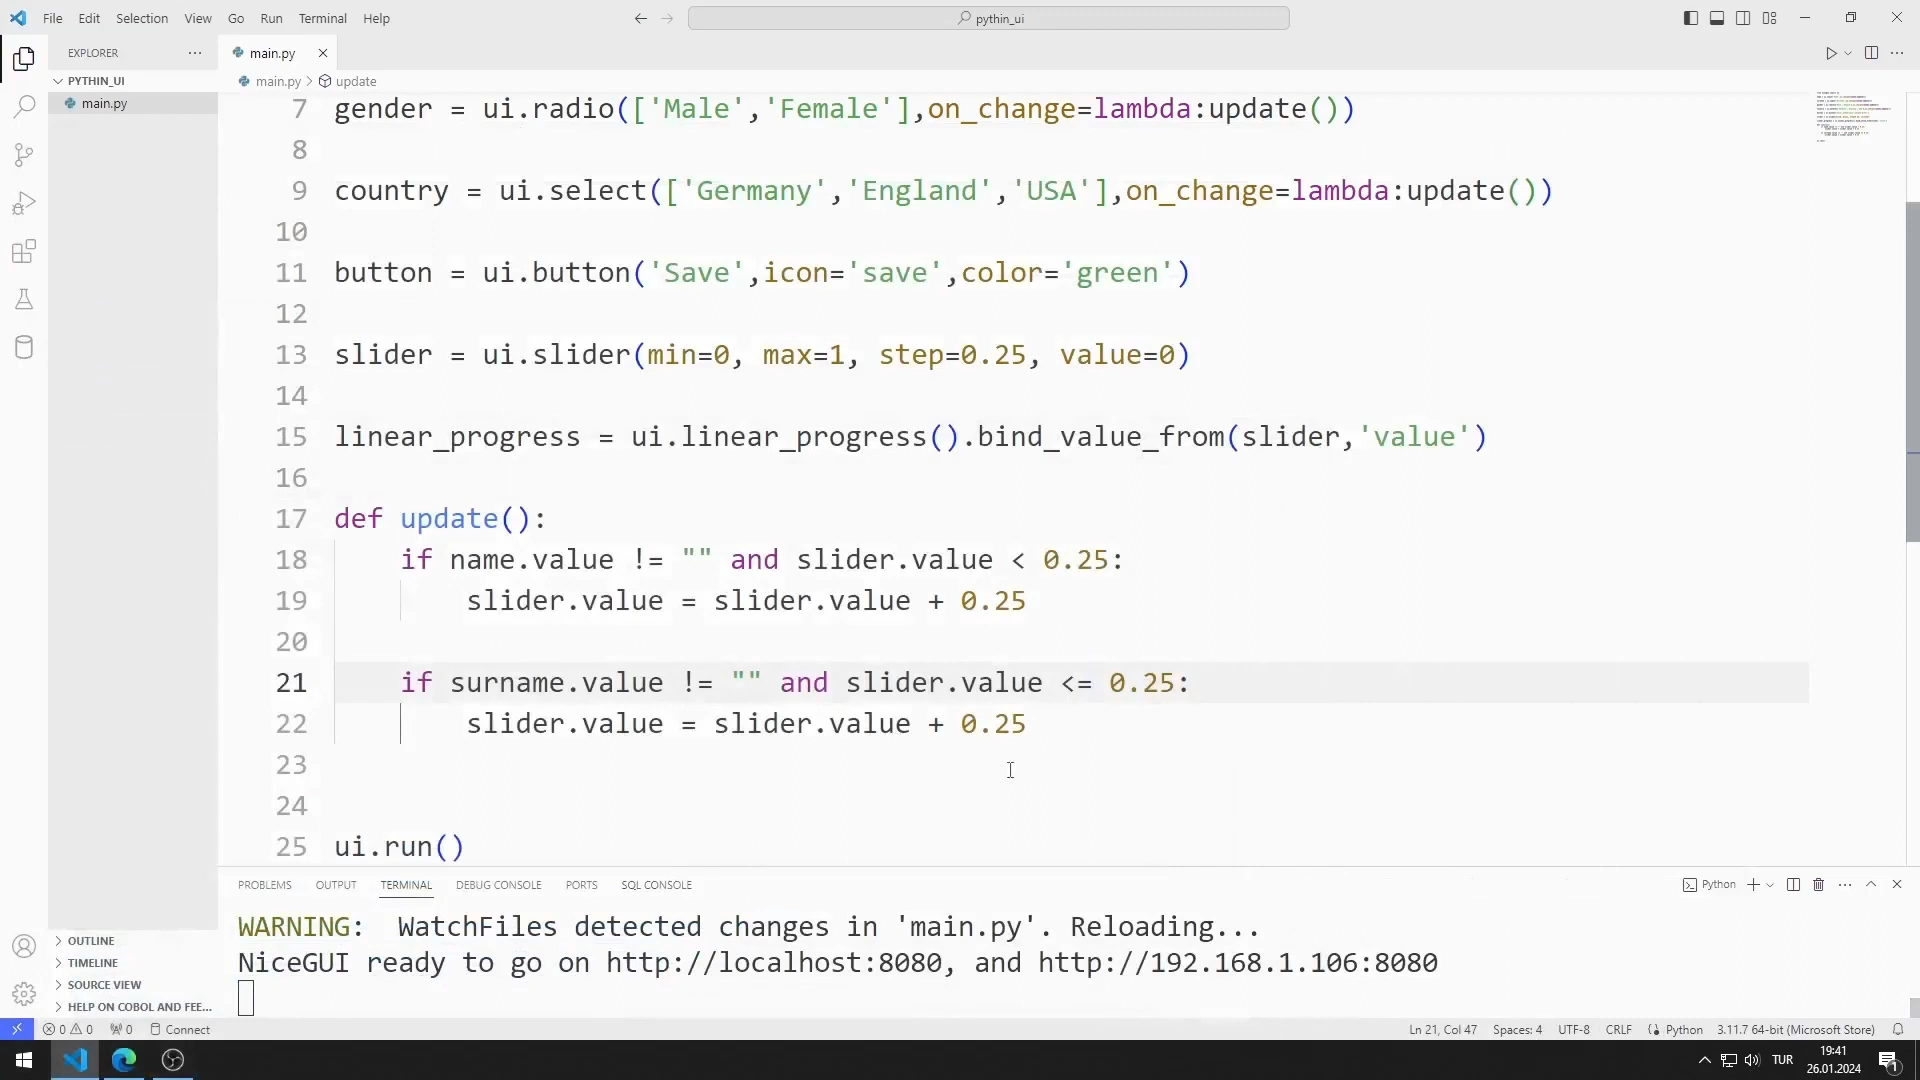 File Edit Selection View Go Run Terminal Help
pythin_ui
EXPLORER
main.py
PYTHIN_UI
main.py > update
main.py
7 gender = ui.radio(['Male','Female'],on_change=lambda:update())
8
9 country = ui.select(['Germany','England','USA'],on_change=lambda:update())
10
11 button = ui.button('Save',icon='save',color='green')
12
13 slider = ui.slider(min=0, max=1, step=0.25, value=0)
14
15 linear_progress = ui.linear_progress().bind_value_from(slider,'value')
16
17 def update():
18 if name.value != "" and slider.value < 0.25:
19 slider.value = slider.value + 0.25
20
21 if surname.value != "" and slider.value <= 0.25:
22 slider.value = slider.value + 0.25
23
24
25 ui.run()
PROBLEMS OUTPUT TERMINAL DEBUG CONSOLE PORTS SQL CONSOLE
Python
WARNING: WatchFiles detected changes in 'main.py'. Reloading...
NiceGUI ready to go on http://localhost:8080, and http://192.168.1.106:8080
OUTLINE
TIMELINE
SOURCE VIEW
HELP ON COBOL AND FEE...
0 0 0 Connect
Ln 21, Col 47 Spaces: 4 UTF-8 CRLF Python 3.11.7 64-bit (Microsoft Store)
TUR
19:41
26.01.2024
1